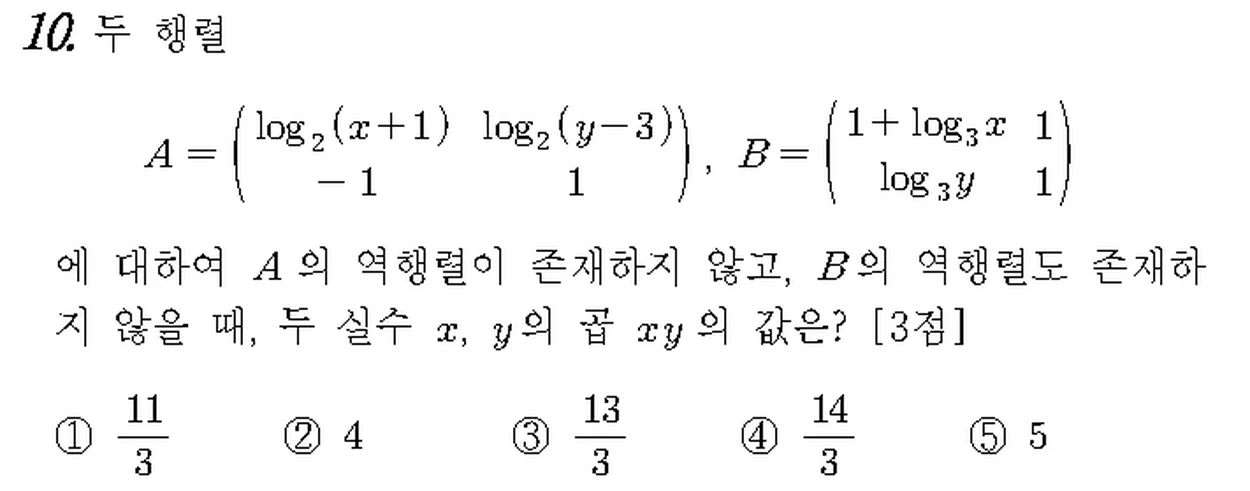 10. 두 행렬
A = ( log₂(x+1) log₂(y−3) ) , B = ( 1+log₃x 1 )
−1 1 log₃y 1
에 대하여 A의 역행렬이 존재하지 않고, B의 역행렬도 존재하
지 않을 때, 두 실수 x, y의 곱 xy의 값은? [3점]
① 11/3 ② 4 ③ 13/3 ④ 14/3 ⑤ 5